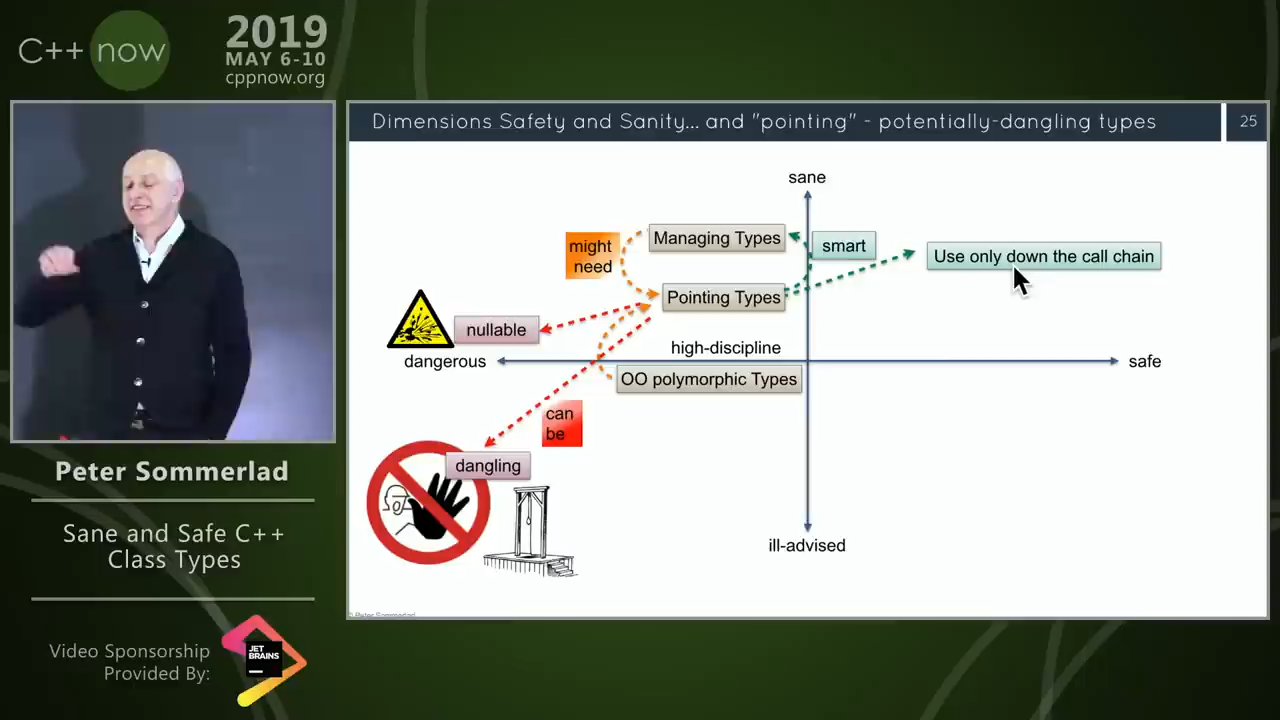 C++ now
2019
MAY 6-10
cppnow.org
Dimensions Safety and Sanity... and "pointing" - potentially-dangling types
25
sane
might
need
Managing Types
smart
Use only down the call chain
Pointing Types
nullable
high-discipline
dangerous
safe
OO polymorphic Types
can
be
dangling
ill-advised
© Peter Sommerlad
Peter Sommerlad
Sane and Safe C++
Class Types
Video Sponsorship
Provided By:
JET
BRAINS